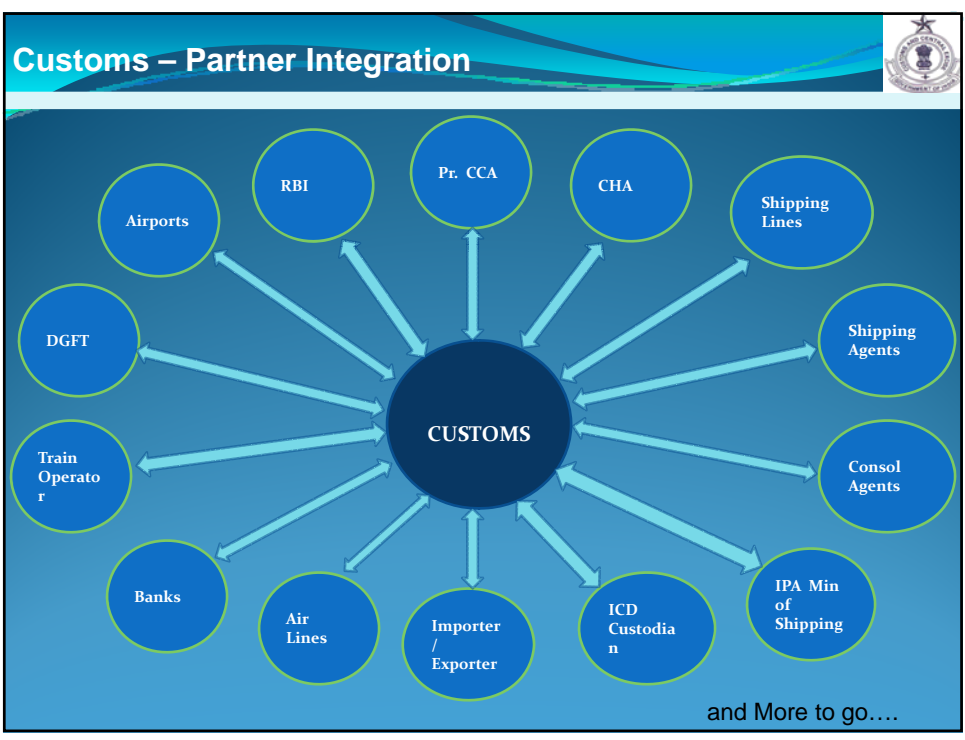 Customs – Partner Integration
Pr. CCA
RBI
CHA
Airports
Shipping
Lines
DGFT
Shipping
Agents
CUSTOMS
Train
Operato
r
Consol
Agents
Banks
Air
Lines
Importer
/
Exporter
ICD
Custodia
n
IPA Min
of
Shipping
and More to go….